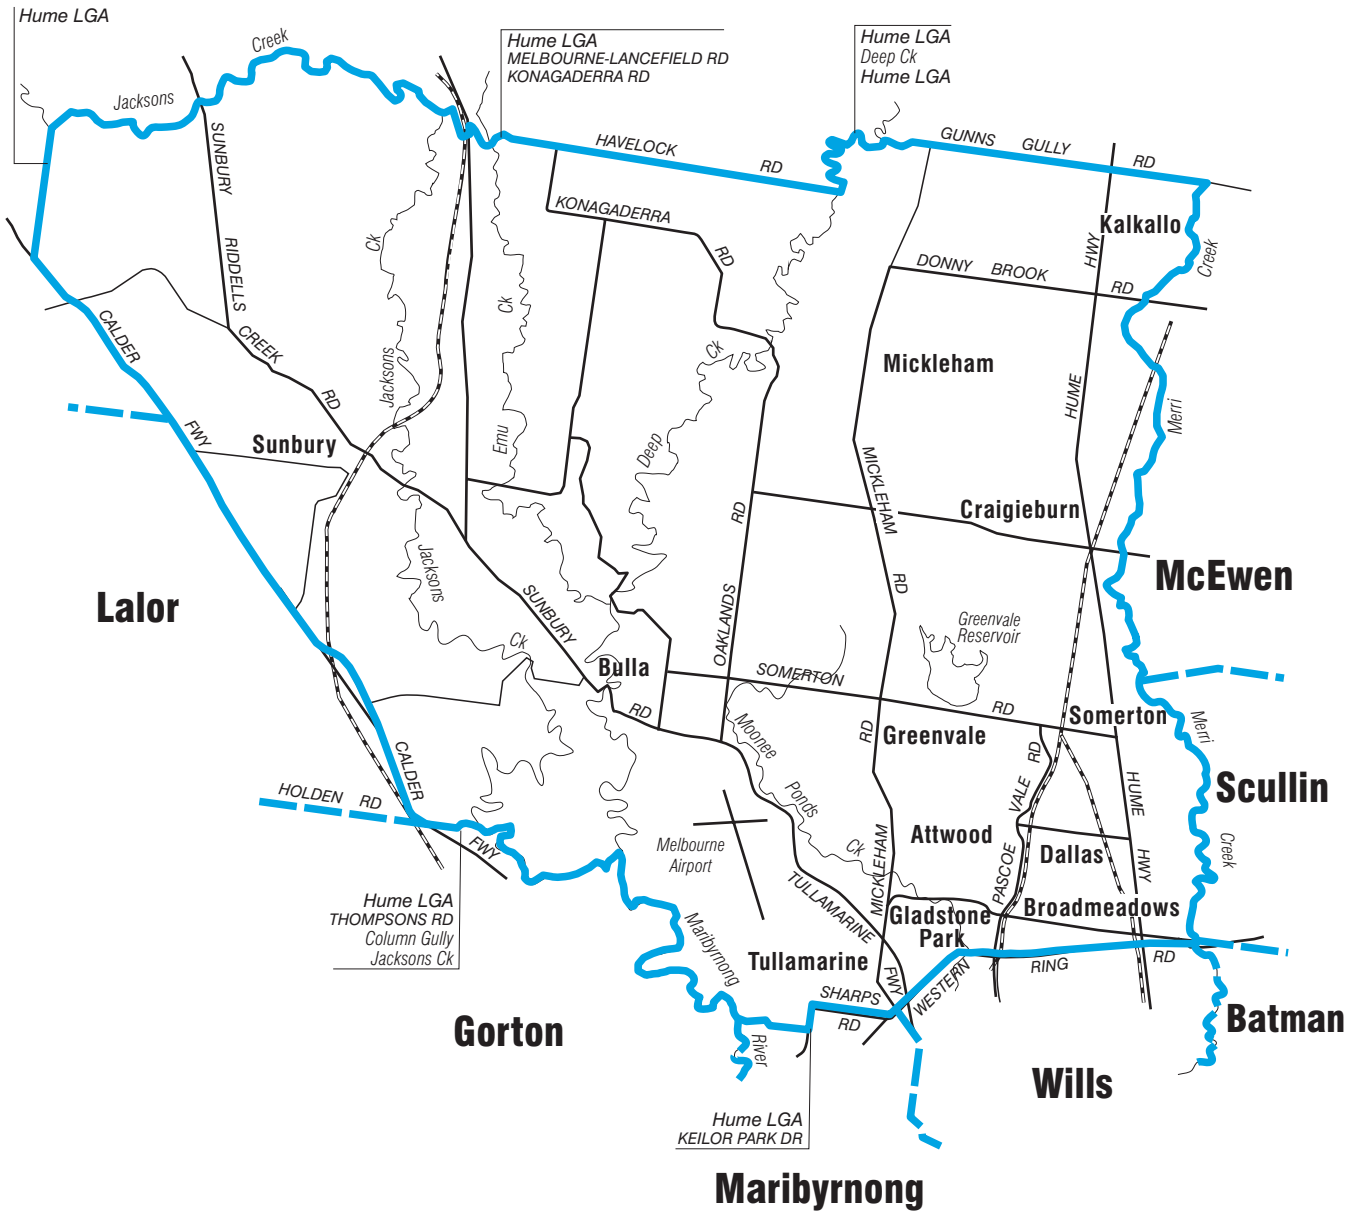 Hume LGA
Creek
Jacksons
Hume LGA
MELBOURNE-LANCEFIELD RD
KONAGADERRA RD
Hume LGA
Deep Ck
Hume LGA
HAVELOCK
RD
GUNNS
GULLY
RD
SUNBURY
RIDDELLS
CREEK
RD
KONAGADERRA
RD
Kalkallo
HWY
Creek
DONNY
BROOK
RD
Ck
Jacksons
Ck
Emu
Ck
Deep
CALDER
FWY
Sunbury
Mickleham
HUME
Merri
MICKLEHAM
RD
Craigieburn
RD
OAKLANDS
Jacksons
Ck
SUNBURY
RD
Lalor
McEwen
Greenvale
Reservoir
Bulla
SOMERTON
RD
Somerton
Merri
Greenvale
RD
MICKLEHAM
Moonee
Ponds
Ck
CALDER
FWY
HOLDEN
RD
RD
VALE
PASCOE
HUME
HWY
Scullin
Creek
Attwood
Dallas
Melbourne
Airport
TULLAMARINE
FWY
Hume LGA
THOMPSONS RD
Column Gully
Jacksons Ck
Gladstone
Park
Broadmeadows
Maribyrnong
River
Tullamarine
SHARPS
RD
WESTERN
RING
RD
Gorton
Batman
Wills
Hume LGA
KEILOR PARK DR
Maribyrnong